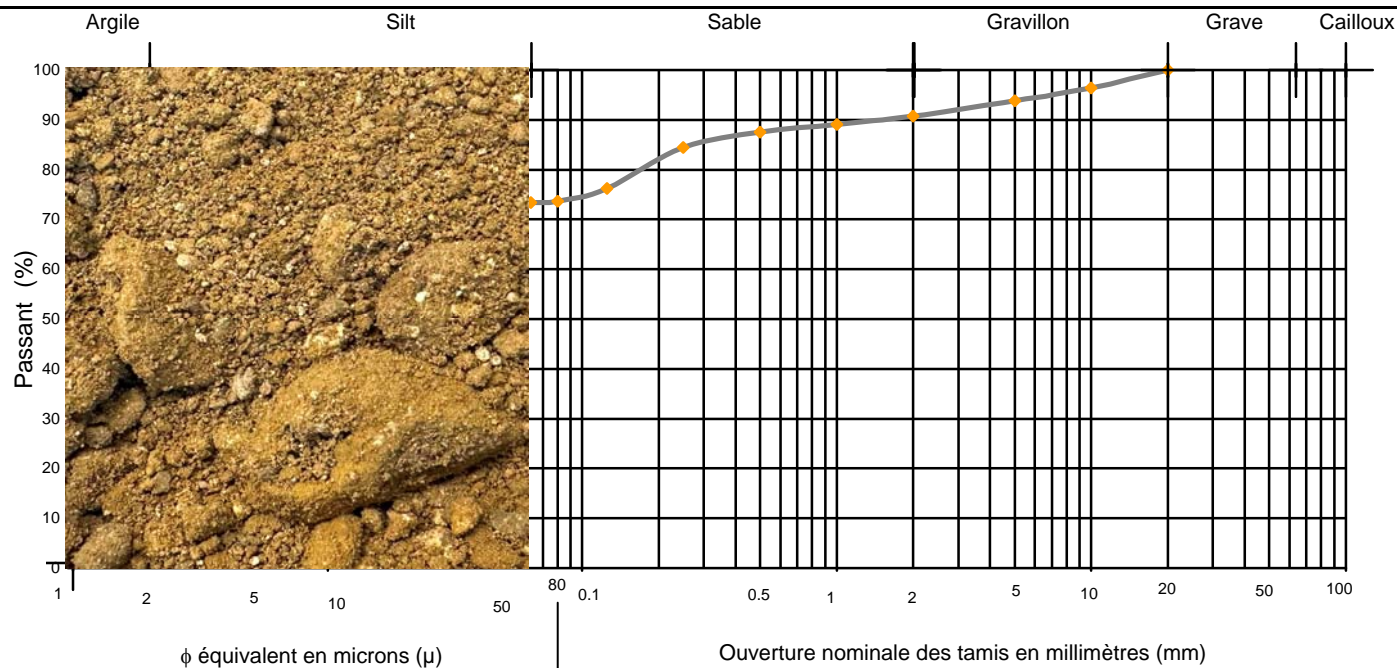 Argile Silt Sable Gravillon Grave Cailloux
100
90
80
70
60
50
40
30
20
10
0
Passant (%)
1 2 5 10 50 80 0.1 0.5 1 2 5 10 20 50 100
ϕ équivalent en microns (µ) Ouverture nominale des tamis en millimètres (mm)